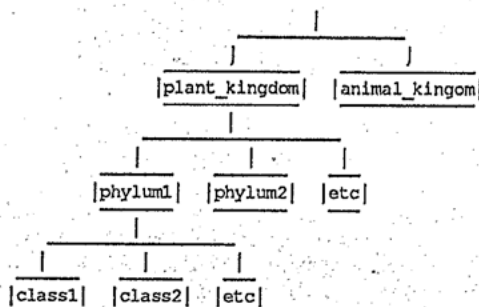 |plant_kingdom| |animal_kingom|
|phylum1| |phylum2| |etc|
|class1| |class2| |etc|